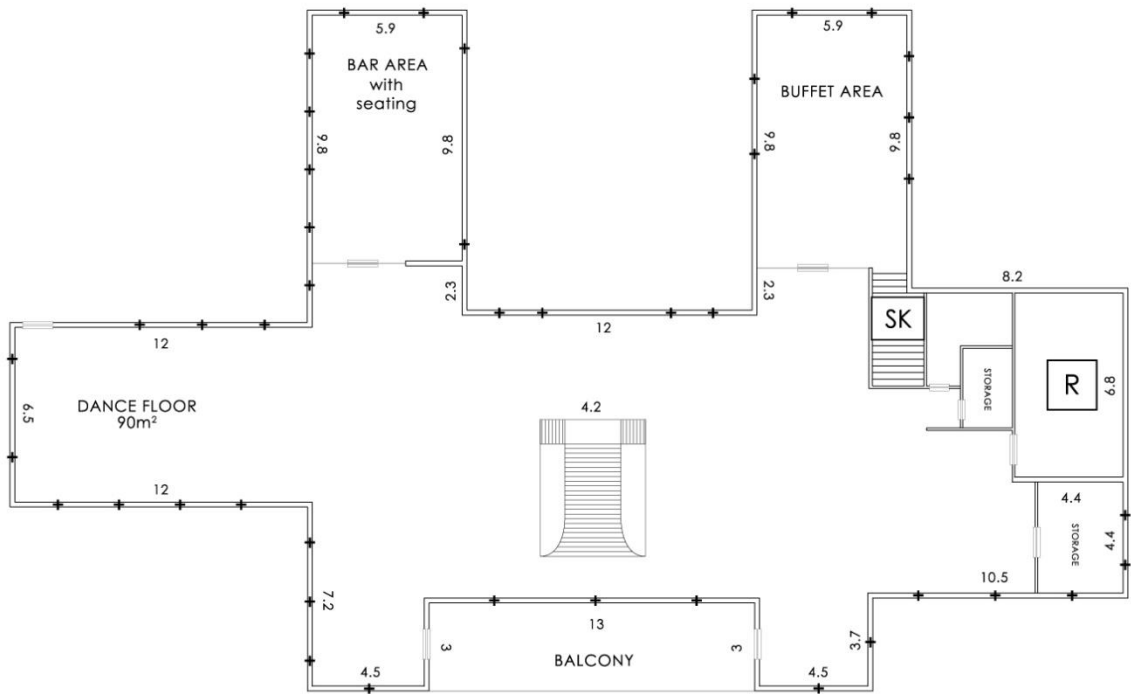 5.9
5.9
BAR AREA
with
seating
BUFFET AREA
9.8
9.8
9.8
9.8
8.2
2.3
2.3
12
12
SK
STORAGE
R
6.8
DANCE FLOOR
90m²
6.5
4.2
12
4.4
STORAGE
4.4
7.2
10.5
13
3
3
3.7
BALCONY
4.5
4.5